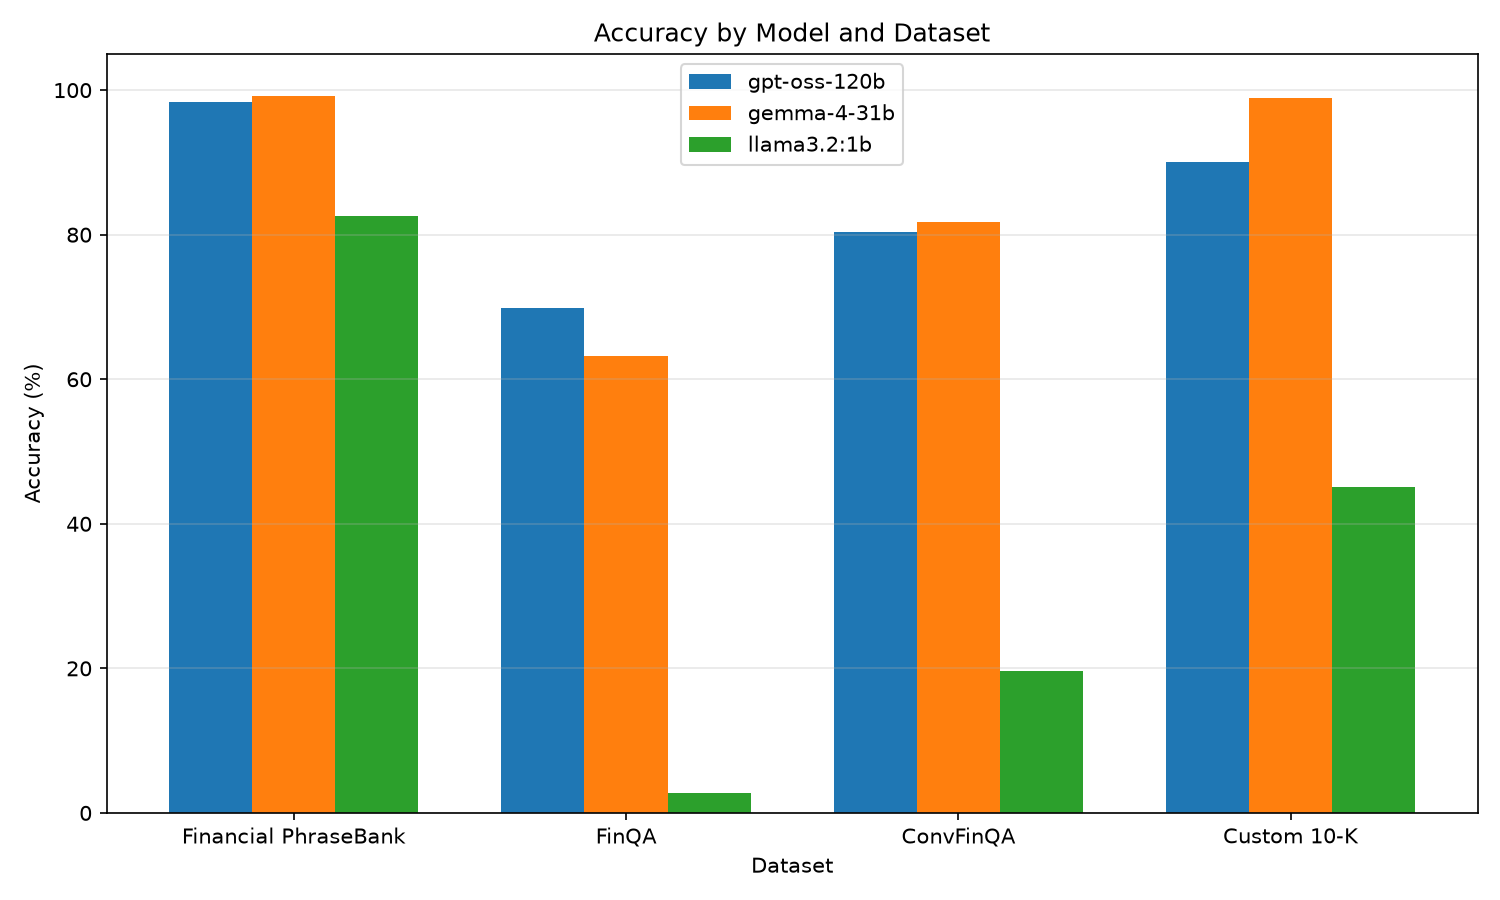 Accuracy by Model and Dataset
gpt-oss-120b
gemma-4-31b
llama3.2:1b
Accuracy (%)
100
80
60
40
20
0
Financial PhraseBank
FinQA
ConvFinQA
Custom 10-K
Dataset